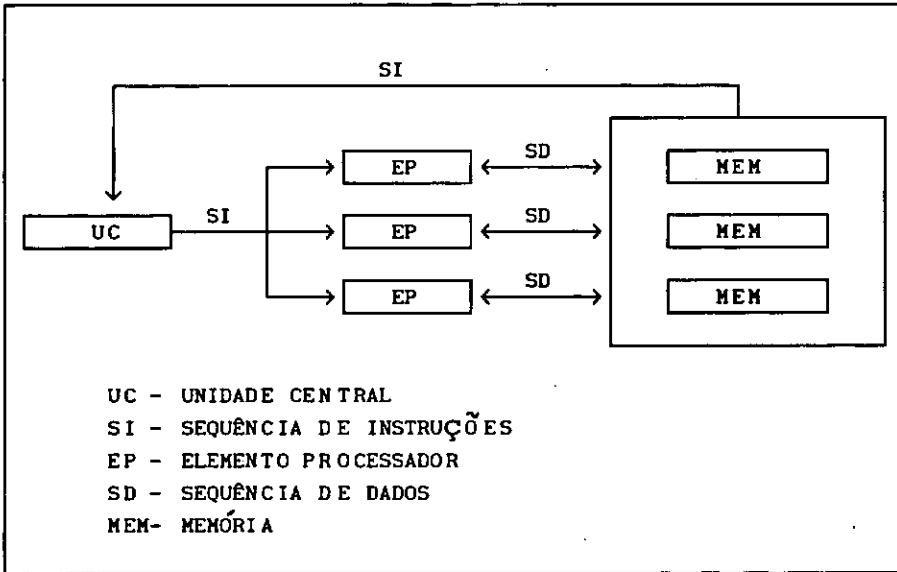 SI
EP
SD
MEM
UC
SI
EP
SD
MEM
EP
SD
MEM
UC - UNIDADE CENTRAL
SI - SEQUÊNCIA DE INSTRUÇÕES
EP - ELEMENTO PROCESSADOR
SD - SEQUÊNCIA DE DADOS
MEM- MEMÓRIA